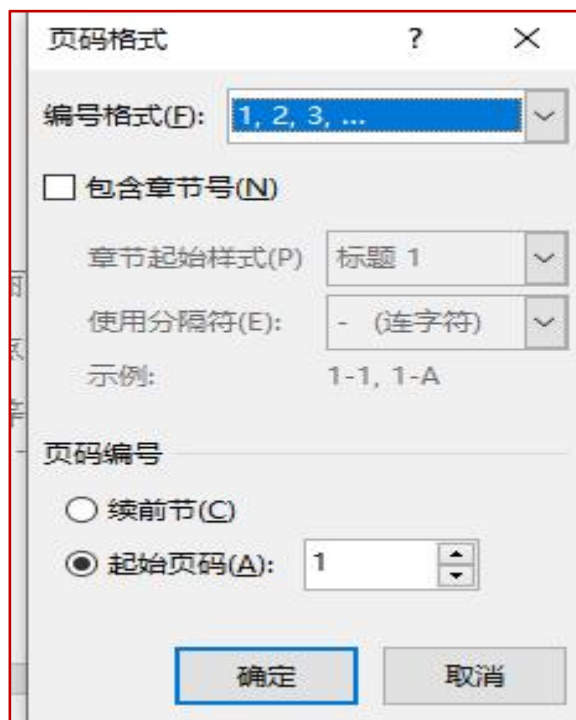 页码格式 ? ×
编号格式(F): 1, 2, 3, ...
包含章节号(N)
章节起始样式(P) 标题 1
使用分隔符(E): - (连字符)
示例: 1-1, 1-A
页码编号
续前节(C)
起始页码(A): 1
确定 取消